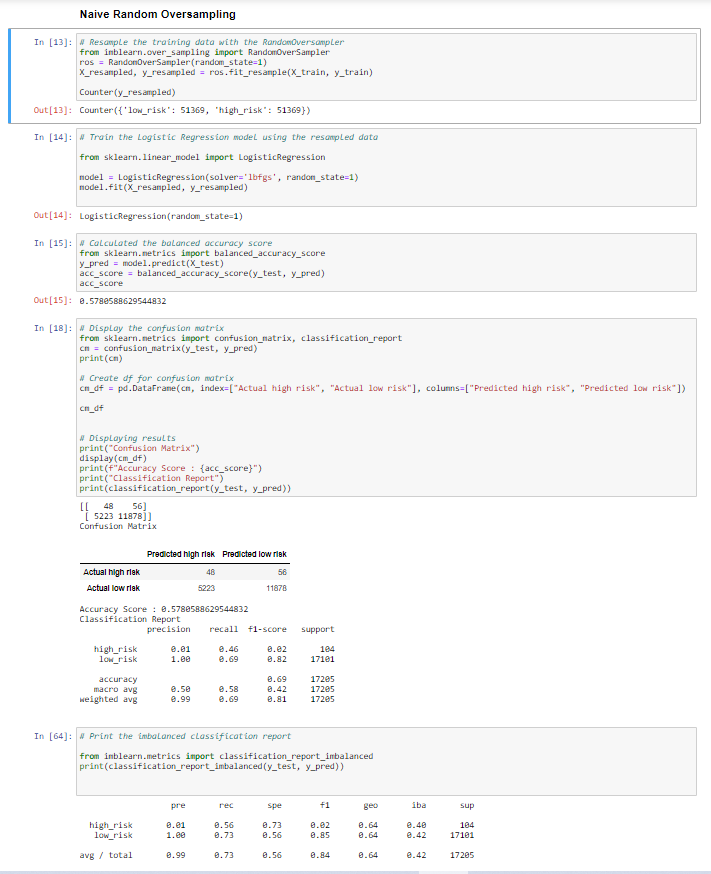 Naive Random Oversampling
In [13]: # Resample the training data with the RandomOversampler
from imblearn.over_sampling import RandomOverSampler
ros = RandomOverSampler(random_state=1)
X_resampled, y_resampled = ros.fit_resample(X_train, y_train)
Counter(y_resampled)
Out[13]: Counter({'low_risk': 51369, 'high_risk': 51369})
In [14]: # Train the Logistic Regression model using the resampled data
from sklearn.linear_model import LogisticRegression
model = LogisticRegression(solver='lbfgs', random_state=1)
model.fit(X_resampled, y_resampled)
Out[14]: LogisticRegression(random_state=1)
In [15]: # Calculated the balanced accuracy score
from sklearn.metrics import balanced_accuracy_score
y_pred = model.predict(X_test)
acc_score = balanced_accuracy_score(y_test, y_pred)
acc_score
Out[15]: 0.5780588629544832
In [18]: # Display the confusion matrix
from sklearn.metrics import confusion_matrix, classification_report
cm = confusion_matrix(y_test, y_pred)
print(cm)
# Create df for confusion matrix
cm_df = pd.DataFrame(cm, index=["Actual high risk", "Actual low risk"], columns=["Predicted high risk", "Predicted low risk"])
cm_df
# Displaying results
print("Confusion Matrix")
display(cm_df)
print(f"Accuracy Score : {acc_score}")
print("Classification Report")
print(classification_report(y_test, y_pred))
[[ 48 56]
[ 5223 11878]]
Confusion Matrix
Predicted high risk Predicted low risk
Actual high risk 48 56
Actual low risk 5223 11878
Accuracy Score : 0.5780588629544832
Classification Report
precision recall f1-score support
high_risk 0.01 0.46 0.02 104
low_risk 1.00 0.69 0.82 17101
accuracy 0.69 17205
macro avg 0.50 0.58 0.42 17205
weighted avg 0.99 0.69 0.81 17205
In [64]: # Print the imbalanced classification report
from imblearn.metrics import classification_report_imbalanced
print(classification_report_imbalanced(y_test, y_pred))
pre rec spe f1 geo iba sup
high_risk 0.01 0.56 0.73 0.02 0.64 0.40 104
low_risk 1.00 0.73 0.56 0.85 0.64 0.42 17101
avg / total 0.99 0.73 0.56 0.84 0.64 0.42 17205